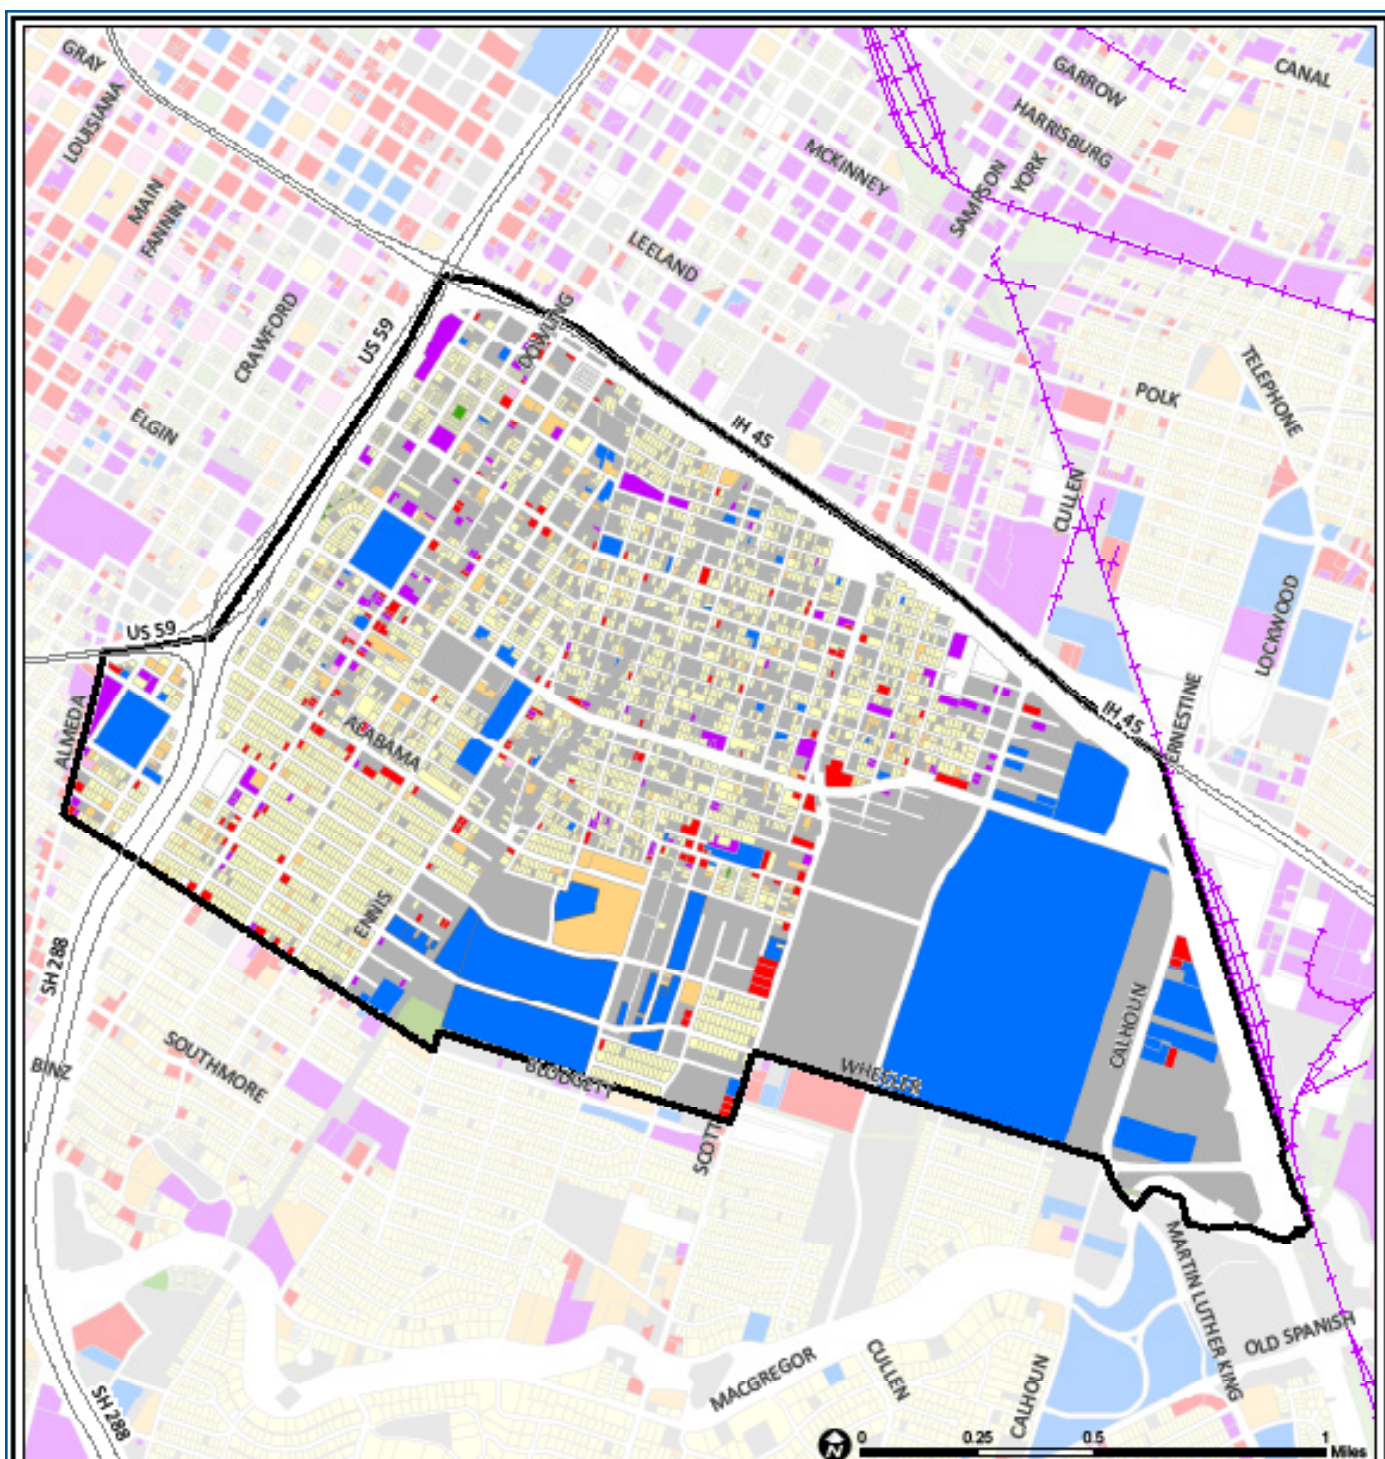 GRAY
LOUISIANA
MAIN
FANNIN
CRAWFORD
ELGIN
US 59
US 59
DOWLING
LEELAND
MCKINNEY
SAMPSON
YORK
HARRISBURG
GARROW
CANAL
POLK
TELEPHONE
IH 45
CULLEN
LOCKWOOD
ERNESTINE
IH 45
ALMEDA
ALABAMA
ENNIS
SH 288
CALHOUN
BINZ
SOUTHMORE
BLODGETT
WHEELER
SCOTT
MARTIN LUTHER KING
OLD SPANISH
MACGREGOR
CULLEN
CALHOUN
SH 288
N
0 0.25 0.5 1
Miles